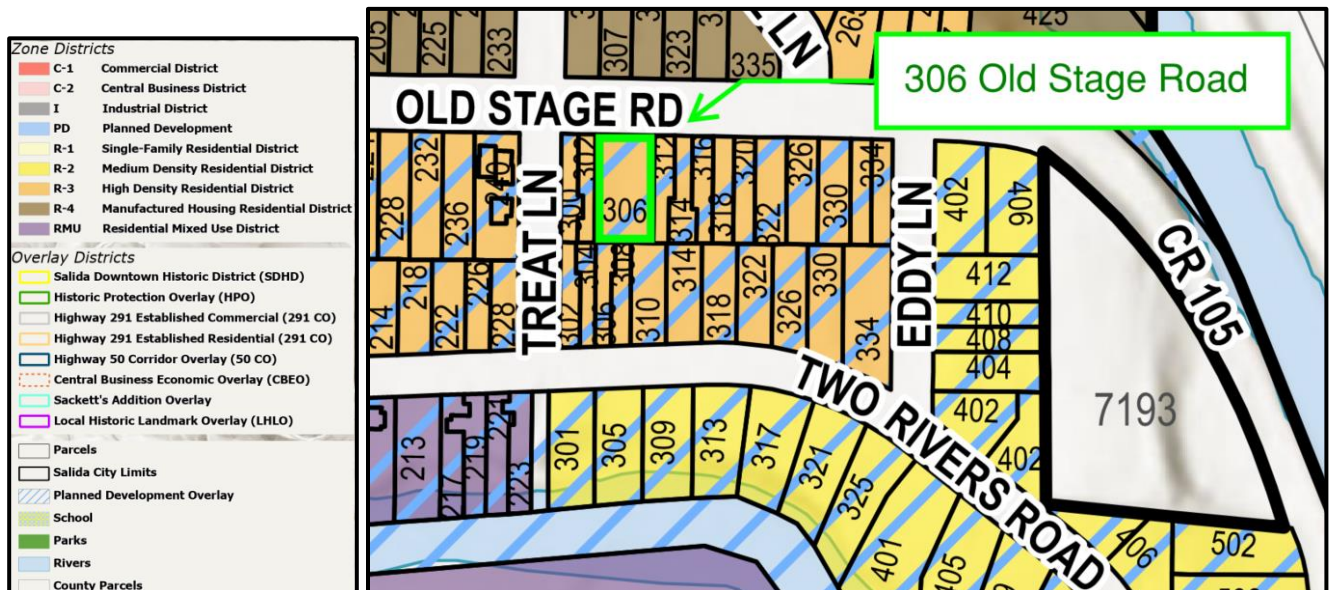 Zone Districts
C-1 Commercial District
C-2 Central Business District
I Industrial District
PD Planned Development
R-1 Single-Family Residential District
R-2 Medium Density Residential District
R-3 High Density Residential District
R-4 Manufactured Housing Residential District
RMU Residential Mixed Use District
Overlay Districts
Salida Downtown Historic District (SDHD)
Historic Protection Overlay (HPO)
Highway 291 Established Commercial (291 CO)
Highway 291 Established Residential (291 CO)
Highway 50 Corridor Overlay (50 CO)
Central Business Economic Overlay (CBEO)
Sackett's Addition Overlay
Local Historic Landmark Overlay (LHLO)
Parcels
Salida City Limits
Planned Development Overlay
School
Parks
Rivers
County Parcels
205
225
233
307
323
335
LN
265
425
306 Old Stage Road
OLD STAGE RD
228
232
236
240
TREAT LN
300
302
306
312
314
316
318
320
322
326
330
334
EDDY LN
402
406
CR 105
214
218
222
226
228
302
304
306
308
310
314
318
322
326
330
334
412
410
408
404
402
402
7193
TWO RIVERS ROAD
213
217
219
221
223
301
305
309
313
317
321
325
401
405
406
502